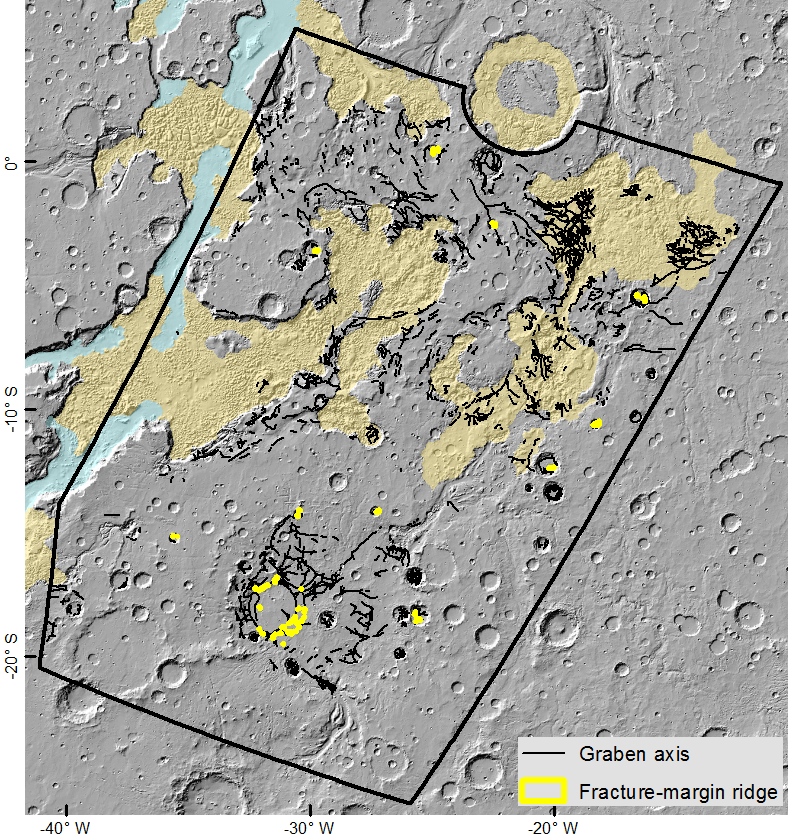 0°
-10° S
-20° S
Graben axis
Fracture-margin ridge
-40° W
-30° W
-20° W